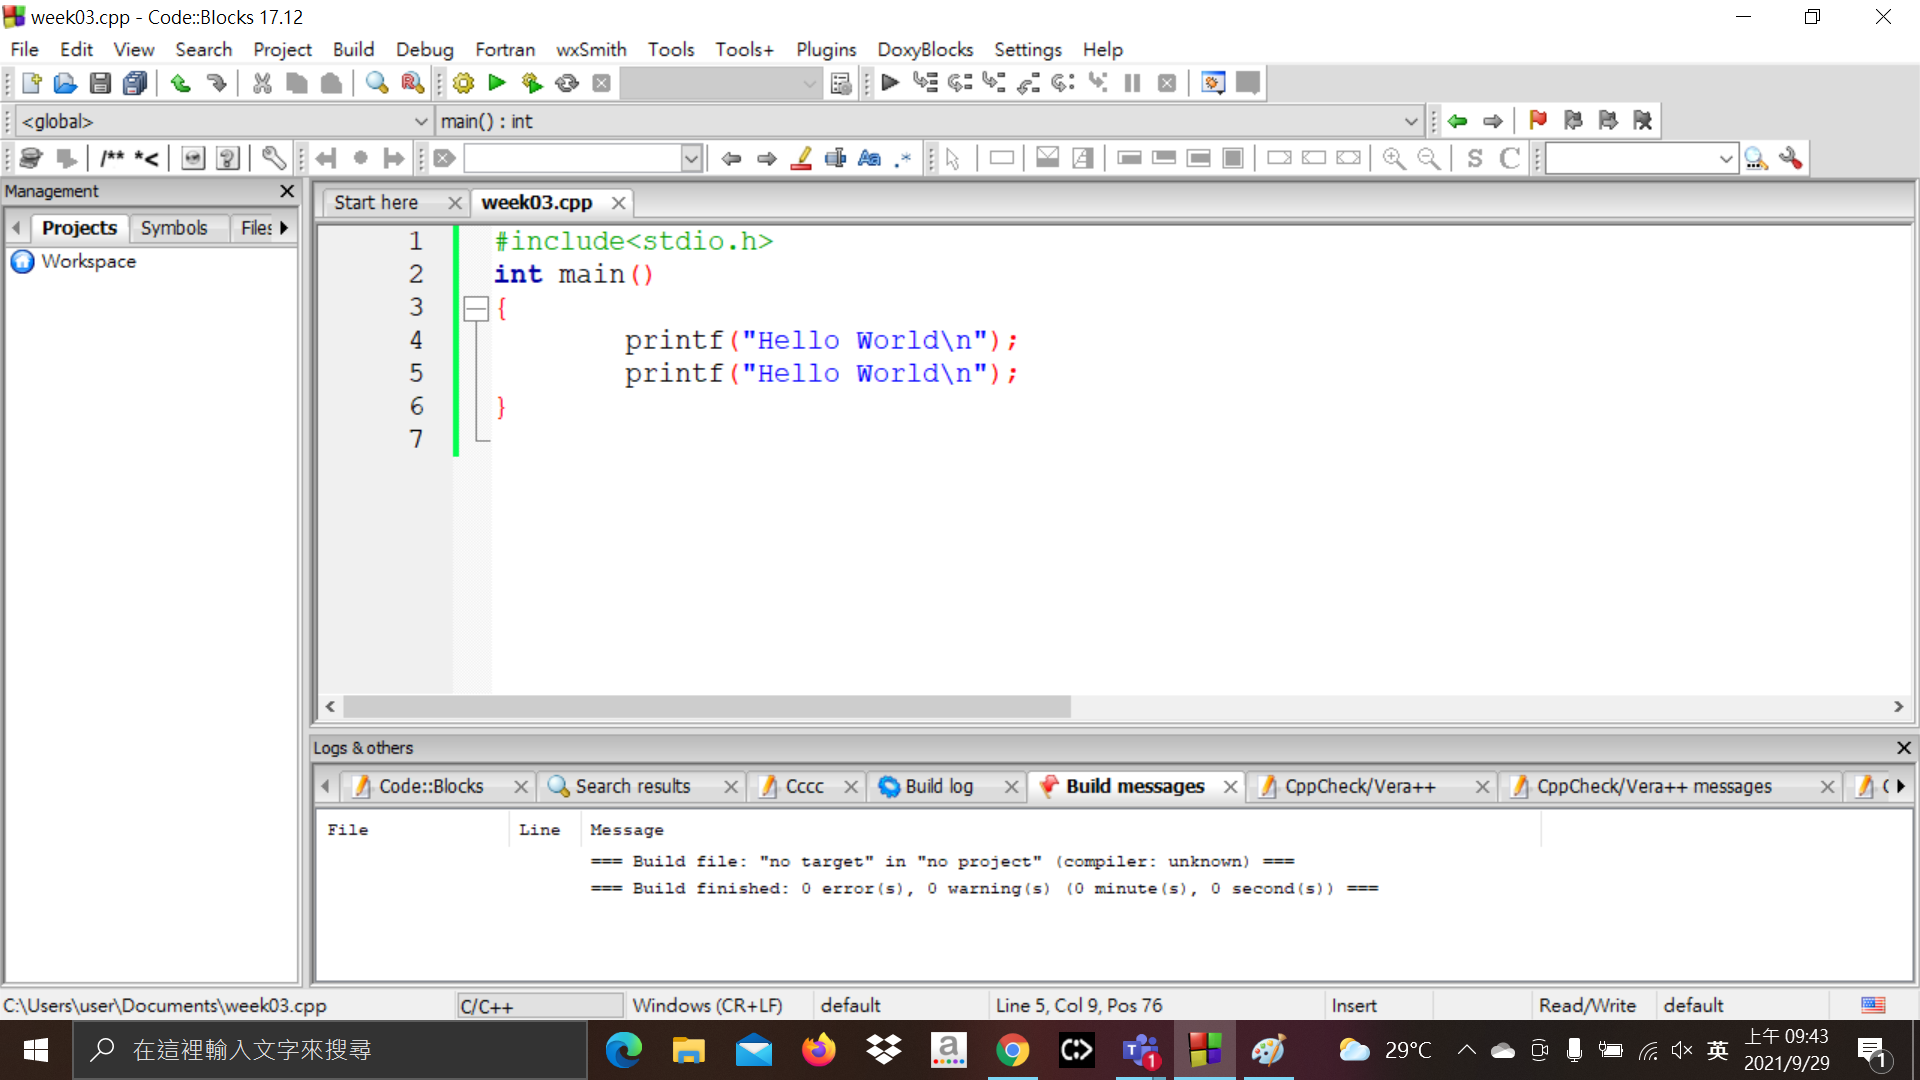 week03.cpp - Code::Blocks 17.12
File Edit View Search Project Build Debug Fortran wxSmith Tools Tools+ Plugins DoxyBlocks Settings Help
<global> main() : int
/** *<
Aa .*
S C
Management
Projects Symbols Files
Workspace
Start here week03.cpp
1 #include<stdio.h>
2 int main()
3 {
4 printf("Hello World\n");
5 printf("Hello World\n");
6 }
7
Logs & others
Code::Blocks Search results Cccc Build log Build messages CppCheck/Vera++ CppCheck/Vera++ messages
File Line Message
=== Build file: "no target" in "no project" (compiler: unknown) ===
=== Build finished: 0 error(s), 0 warning(s) (0 minute(s), 0 second(s)) ===
C:\Users\user\Documents\week03.cpp C/C++ Windows (CR+LF) default Line 5, Col 9, Pos 76 Insert Read/Write default
在這裡輸入文字來搜尋 29°C 英 上午 09:43
2021/9/29